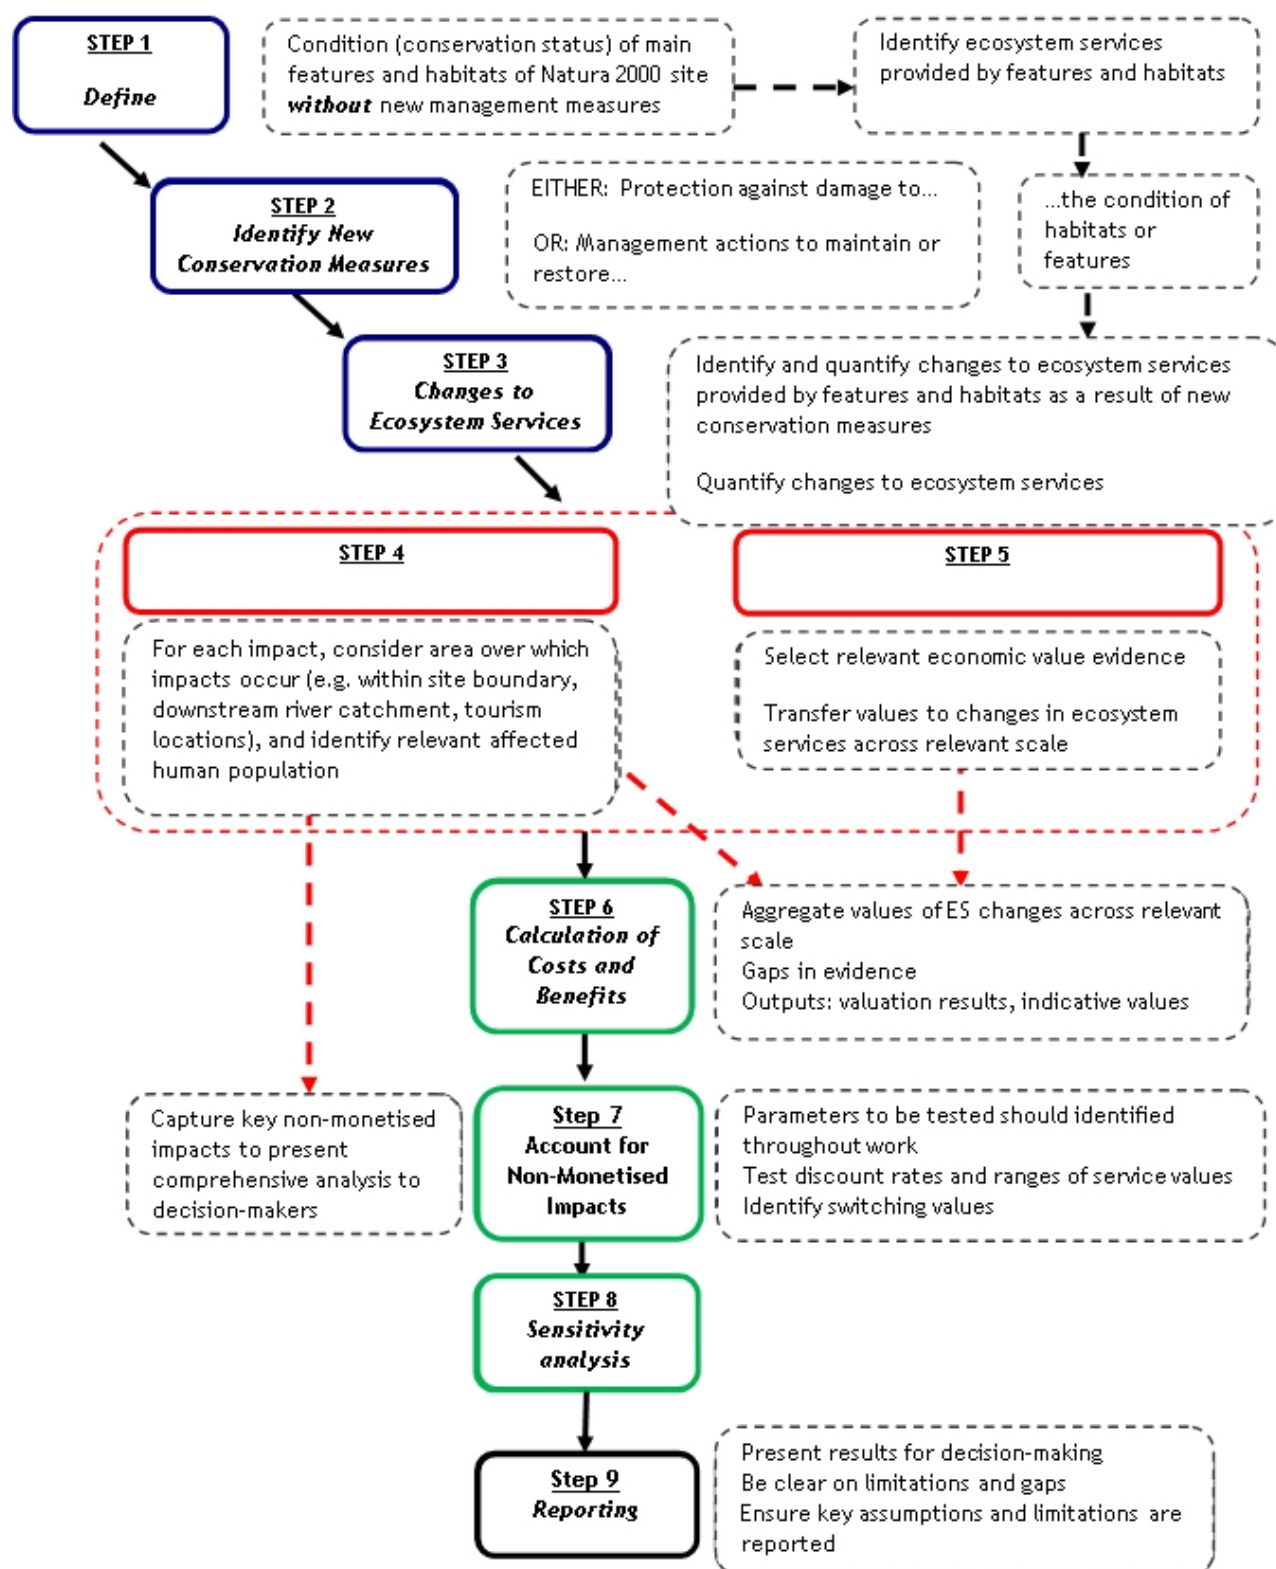 STEP 1
Define
Condition (conservation status) of main
features and habitats of Natura 2000 site
without new management measures
Identify ecosystem services
provided by features and habitats
STEP 2
Identify New
Conservation Measures
EITHER: Protection against damage to...
OR: Management actions to maintain or
restore...
...the condition of
habitats or
features
STEP 3
Changes to
Ecosystem Services
Identify and quantify changes to ecosystem services
provided by features and habitats as a result of new
conservation measures
Quantify changes to ecosystem services
STEP 4
For each impact, consider area over which
impacts occur (e.g. within site boundary,
downstream river catchment, tourism
locations), and identify relevant affected
human population
STEP 5
Select relevant economic value evidence
Transfer values to changes in ecosystem
services across relevant scale
STEP 6
Calculation of
Costs and
Benefits
Aggregate values of ES changes across relevant
scale
Gaps in evidence
Outputs: valuation results, indicative values
Capture key non-monetised
impacts to present
comprehensive analysis to
decision-makers
Step 7
Account for
Non-Monetised
Impacts
Parameters to be tested should identified
throughout work
Test discount rates and ranges of service values
Identify switching values
STEP 8
Sensitivity
analysis
Step 9
Reporting
Present results for decision-making
Be clear on limitations and gaps
Ensure key assumptions and limitations are
reported